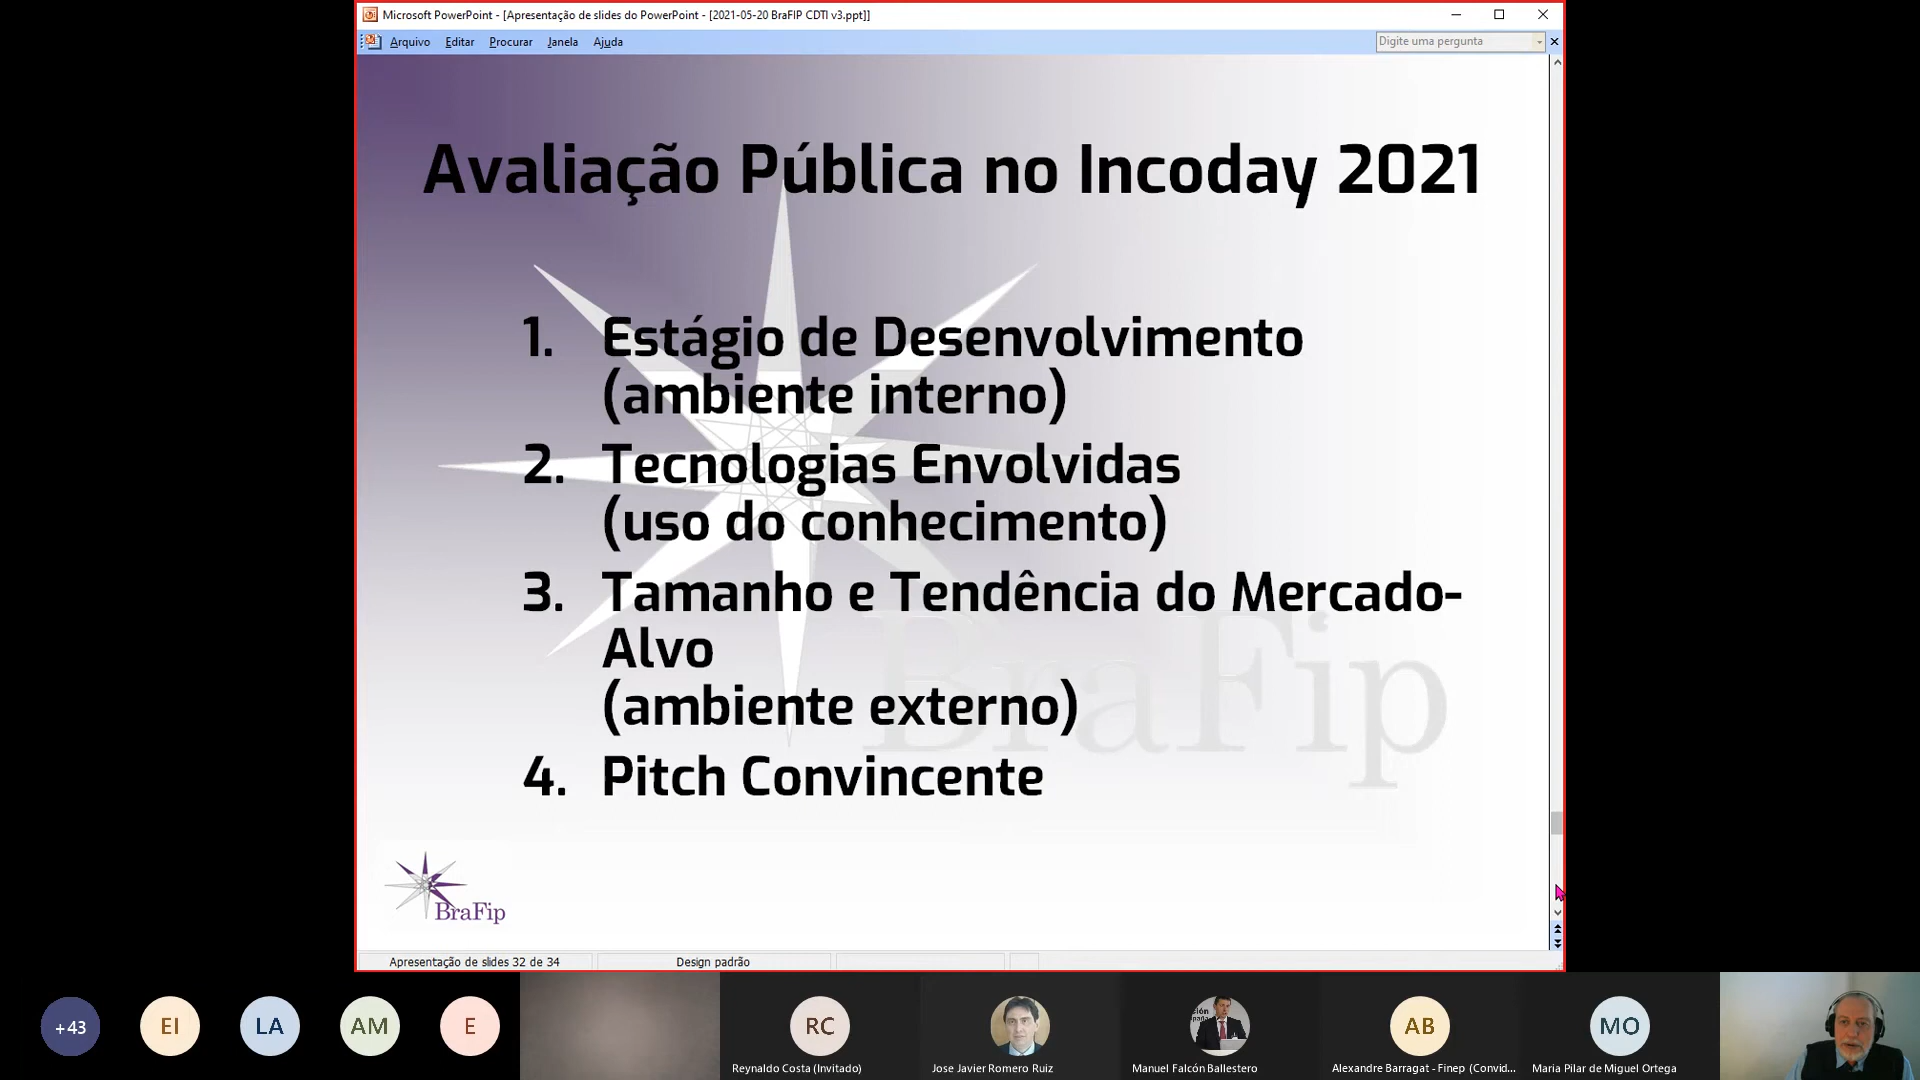 Microsoft PowerPoint - [Apresentação de slides do PowerPoint - [2021-05-20 BraFIP CDTI v3.ppt]]
Arquivo Editar Procurar Janela Ajuda
Digite uma pergunta
Avaliação Pública no Incoday 2021
1. Estágio de Desenvolvimento
(ambiente interno)
2. Tecnologias Envolvidas
(uso do conhecimento)
3. Tamanho e Tendência do Mercado-
Alvo
(ambiente externo)
4. Pitch Convincente
BraFip
BraFip
Apresentação de slides 32 de 34
Design padrão
+43
EI
LA
AM
E
RC
AB
MO
Reynaldo Costa (Invitado)
Jose Javier Romero Ruiz
Manuel Falcón Ballestero
Alexandre Barragat - Finep (Convid...
Maria Pilar de Miguel Ortega